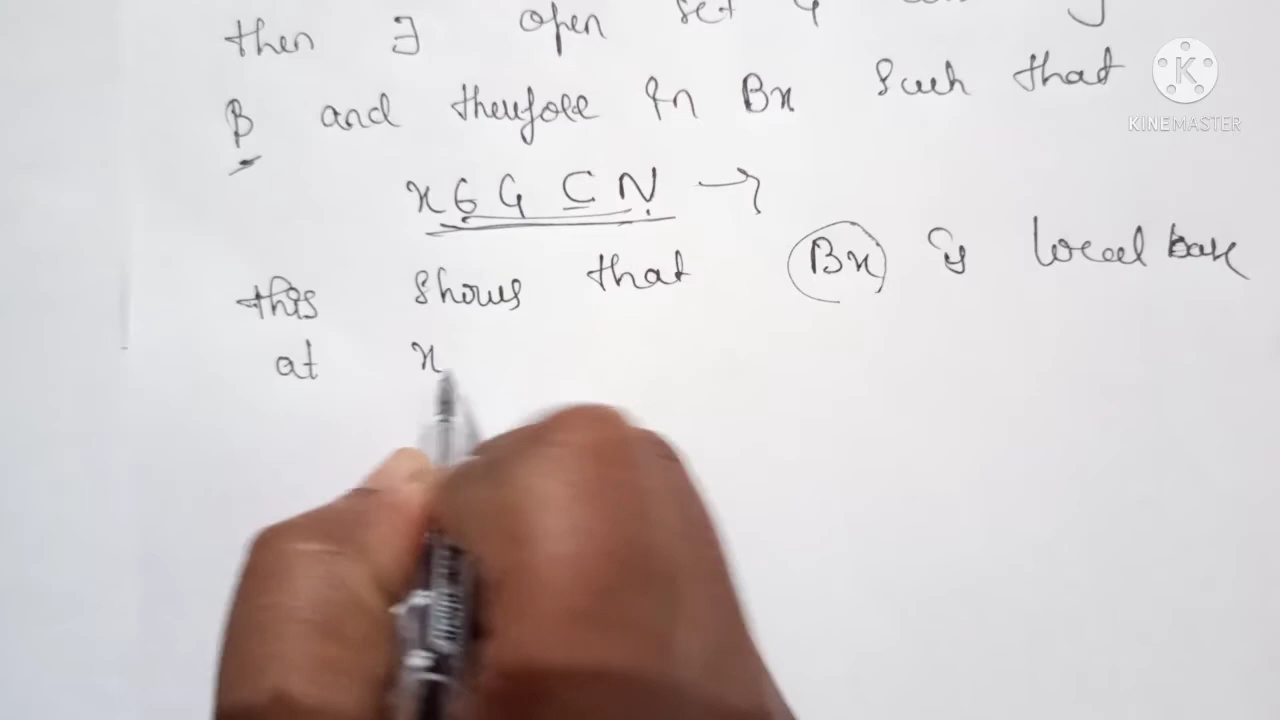 then ∃ open set G
B and therefore in Bx such that
x ∈ G ⊆ N →
this shows that Bx is local base
at x
KINEMASTER